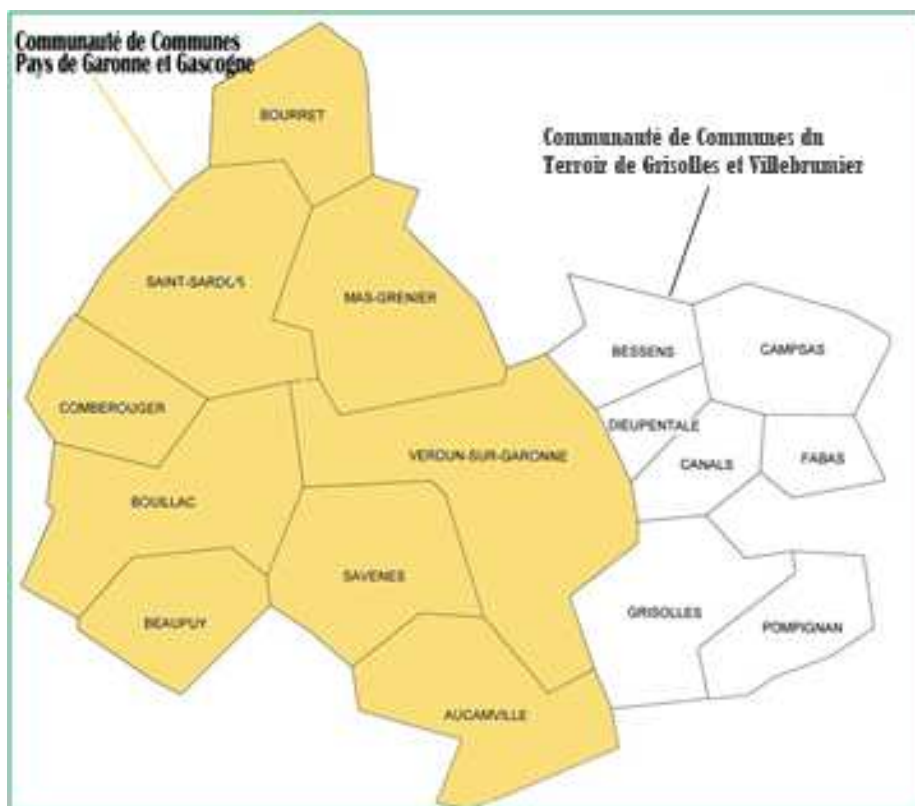 Communauté de Communes
Pays de Garonne et Gascogne
BOURRET
Communauté de Communes du
Terroir de Grisolles et Villebrumier
SAINT-SARDOS
MAS-GRENIER
BESSENS
CAMPSAS
COMBEROUGER
DIEUPENTALE
VERDUN-SUR-GARONNE
CANALS
FABAS
BOUILLAC
SAVENES
BEAUPUY
GRISOLLES
POMPIGNAN
AUCAMVILLE